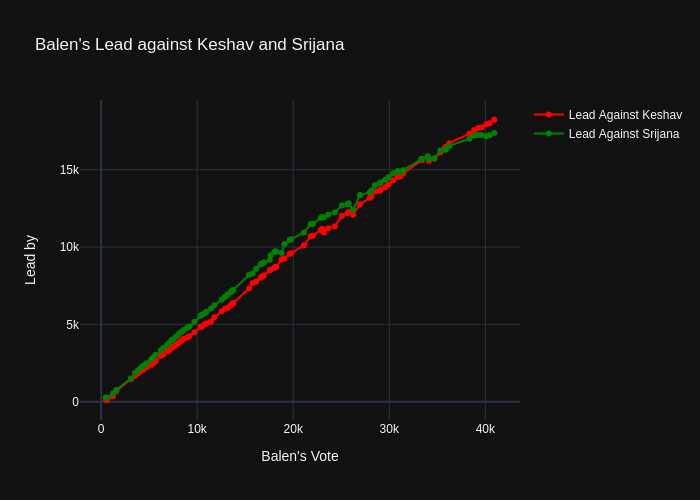 Balen's Lead against Keshav and Srijana
Lead Against Keshav
Lead Against Srijana
15k
10k
5k
0
Lead by
0 10k 20k 30k 40k
Balen's Vote